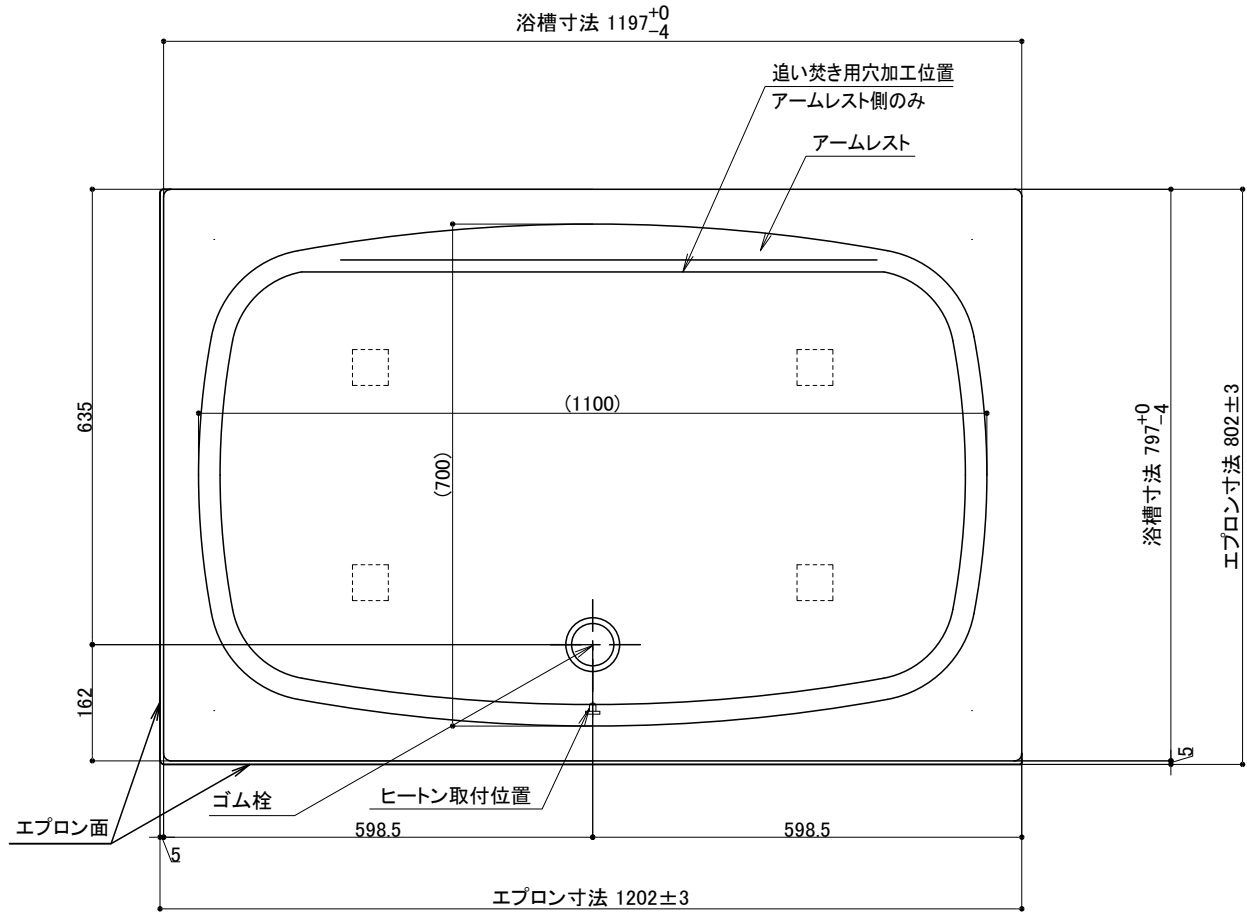 浴槽寸法 1197+0-4
追い焚き用穴加工位置
アームレスト側のみ
アームレスト
635
(1100)
(700)
浴槽寸法 797+0-4
エプロン寸法 802±3
162
5
ゴム栓
ヒートン取付位置
エプロン面
598.5
598.5
5
エプロン寸法 1202±3